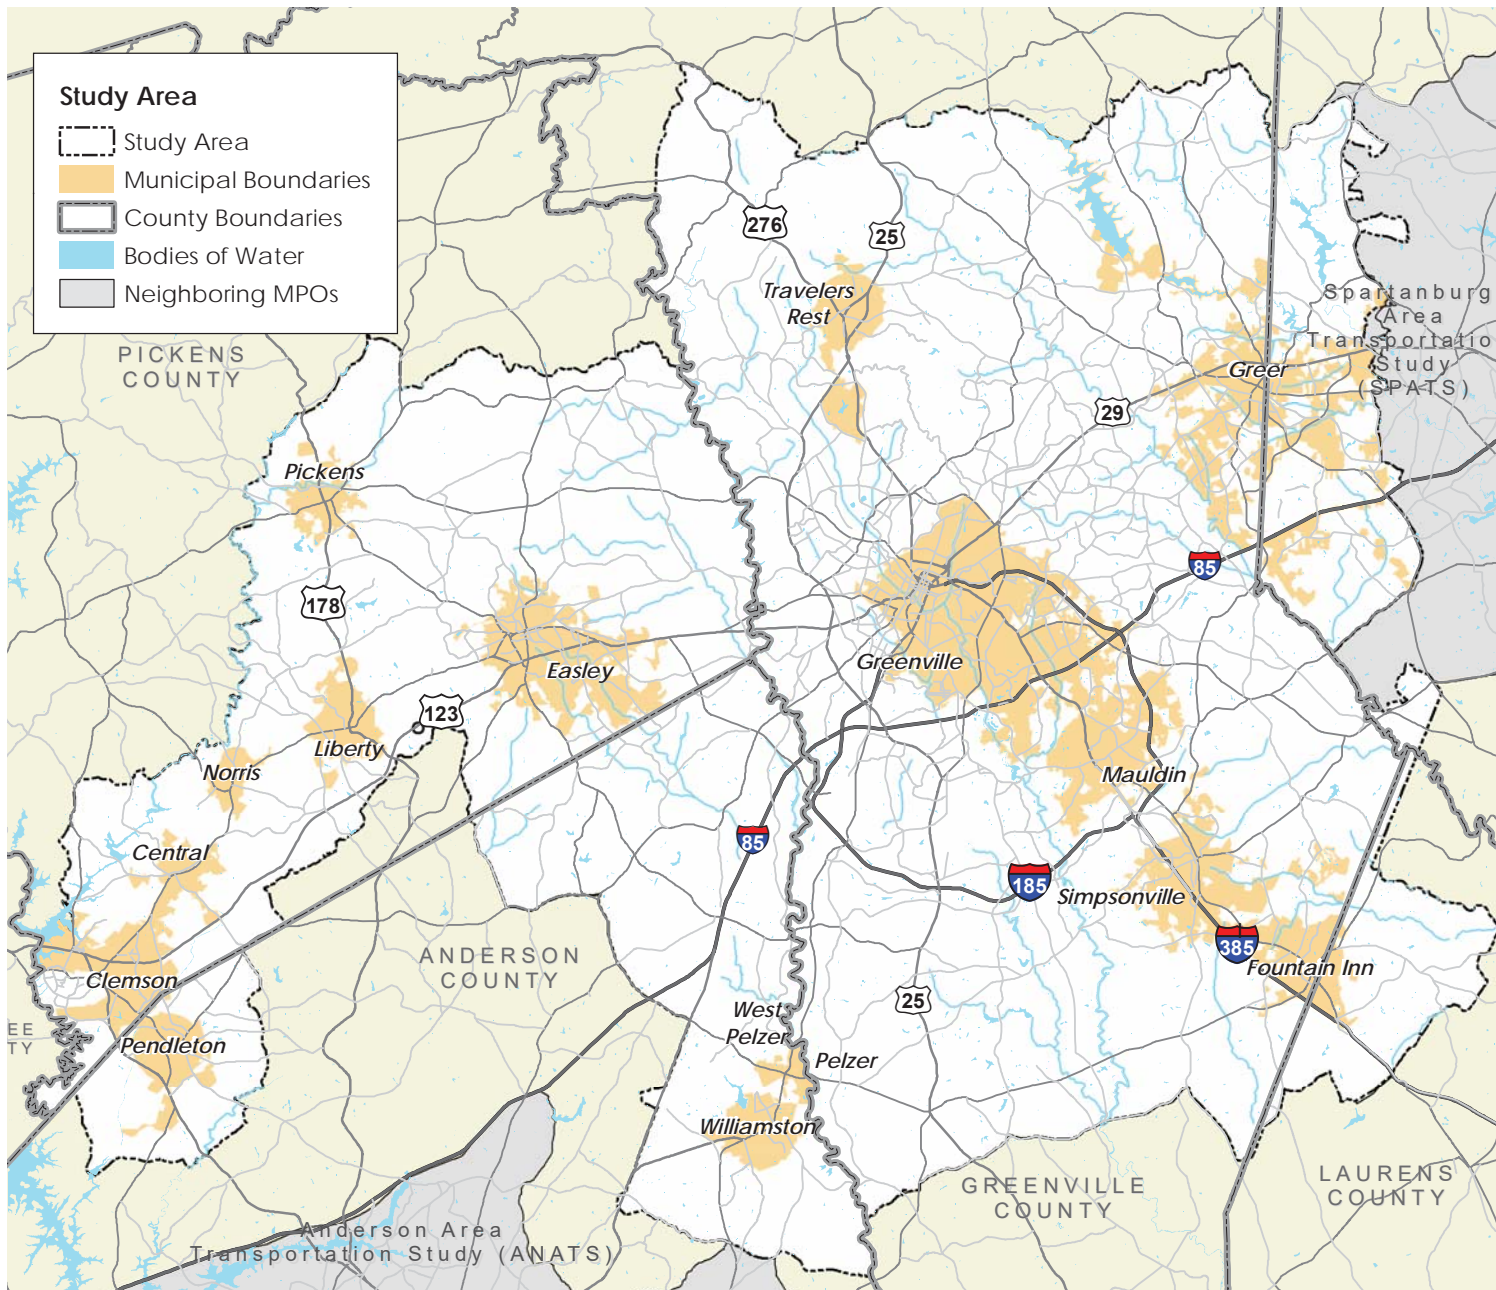 Study Area
Study Area
Municipal Boundaries
County Boundaries
Bodies of Water
Neighboring MPOs
PICKENS
COUNTY
276
25
Travelers
Rest
Spartanburg
Area
Transportatio
Study
(SPATS)
Greer
29
Pickens
178
85
Easley
Greenville
123
Liberty
Norris
Mauldin
Central
85
185
Simpsonville
385
Fountain Inn
ANDERSON
COUNTY
Clemson
25
West
Pelzer
EE
TY
Pendleton
Pelzer
Williamston
GREENVILLE
COUNTY
LAURENS
COUNTY
Anderson Area
Transportation Study (ANATS)